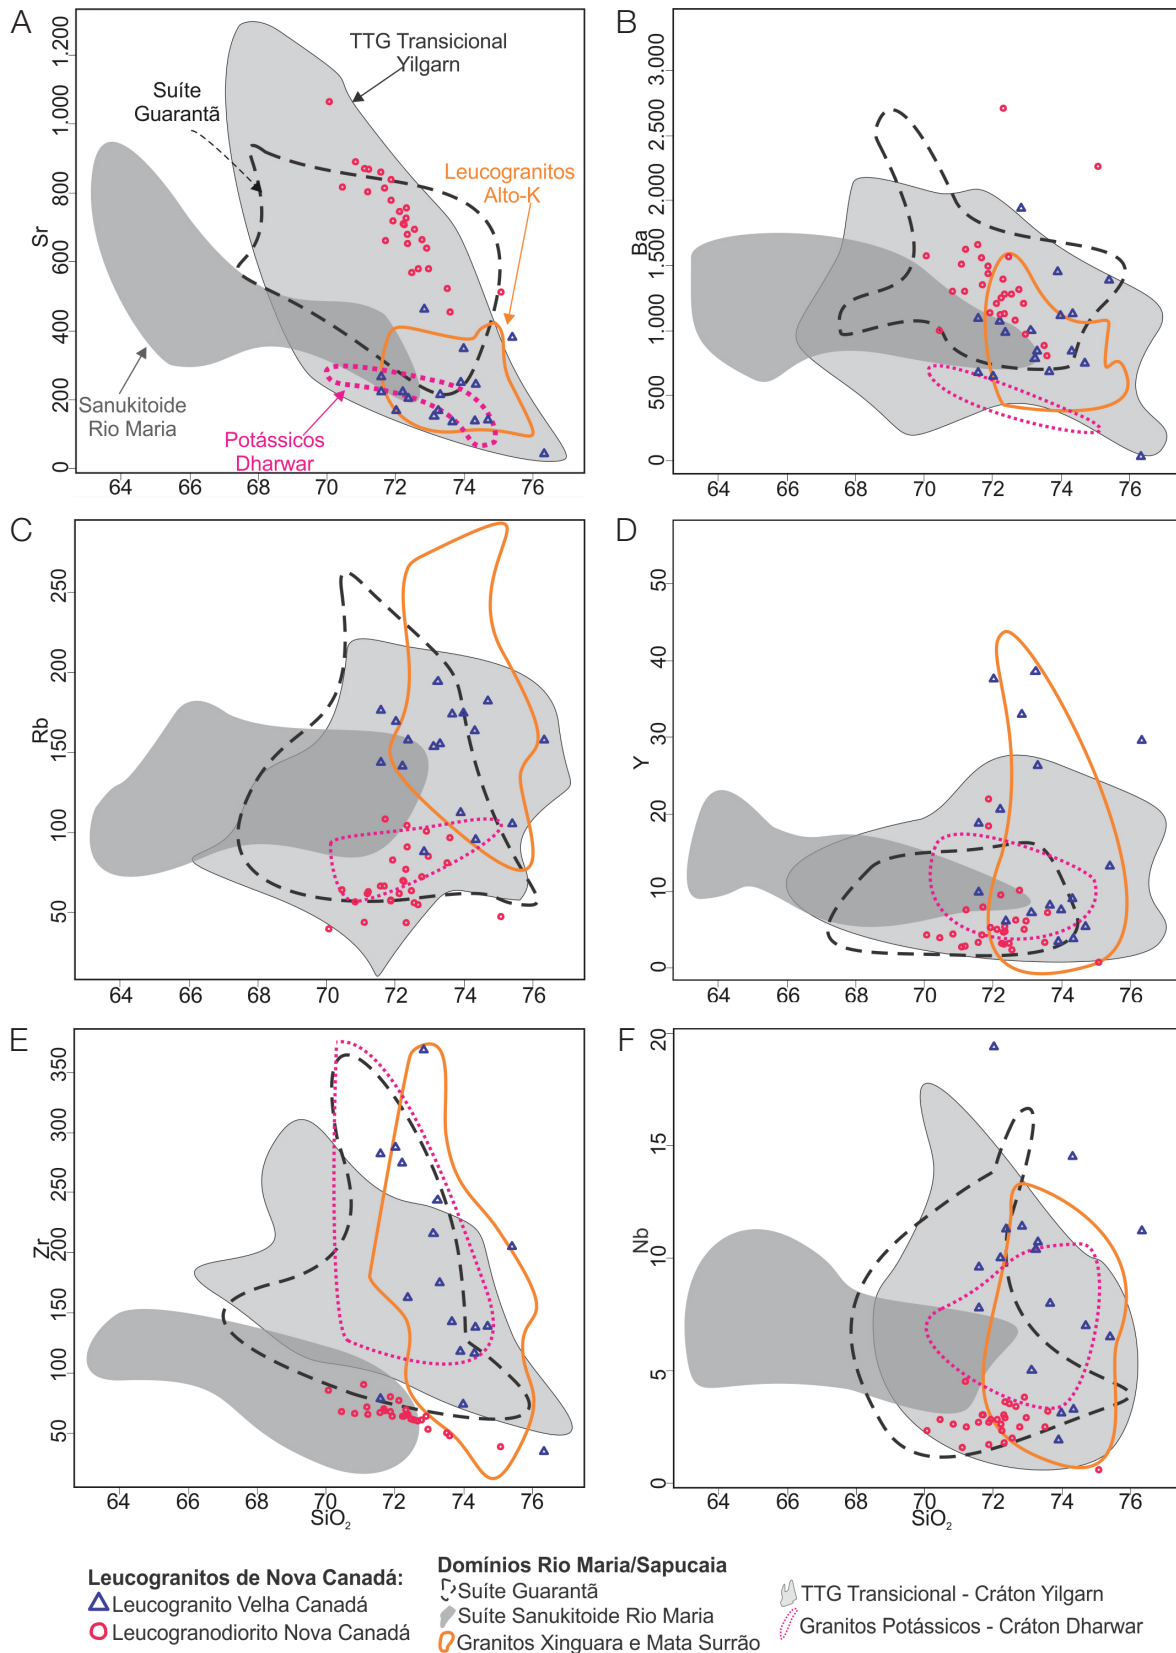 A
1.200
1.000
800
600
400
200
0
Sr
64
66
68
70
72
74
76
TTG Transicional
Yilgarn
Suíte
Guarantã
Leucogranitos
Alto-K
Sanukitoide
Rio Maria
Potássicos
Dharwar
B
3.000
2.500
2.000
1.500
1.000
500
0
Ba
64
66
68
70
72
74
76
C
250
200
150
100
50
Rb
64
66
68
70
72
74
76
D
50
40
30
20
10
0
Y
64
66
68
70
72
74
76
E
350
300
250
200
150
100
50
Zr
64
66
68
70
72
74
76
SiO2
F
20
15
10
5
0
Nb
64
66
68
70
72
74
76
SiO2
Leucogranitos de Nova Canadá:
Leucogranito Velha Canadá
Leucogranodiorito Nova Canadá
Domínios Rio Maria/Sapucaia
Suíte Guarantã
Suíte Sanukitoide Rio Maria
Granitos Xinguara e Mata Surrão
TTG Transicional - Cráton Yilgarn
Granitos Potássicos - Cráton Dharwar